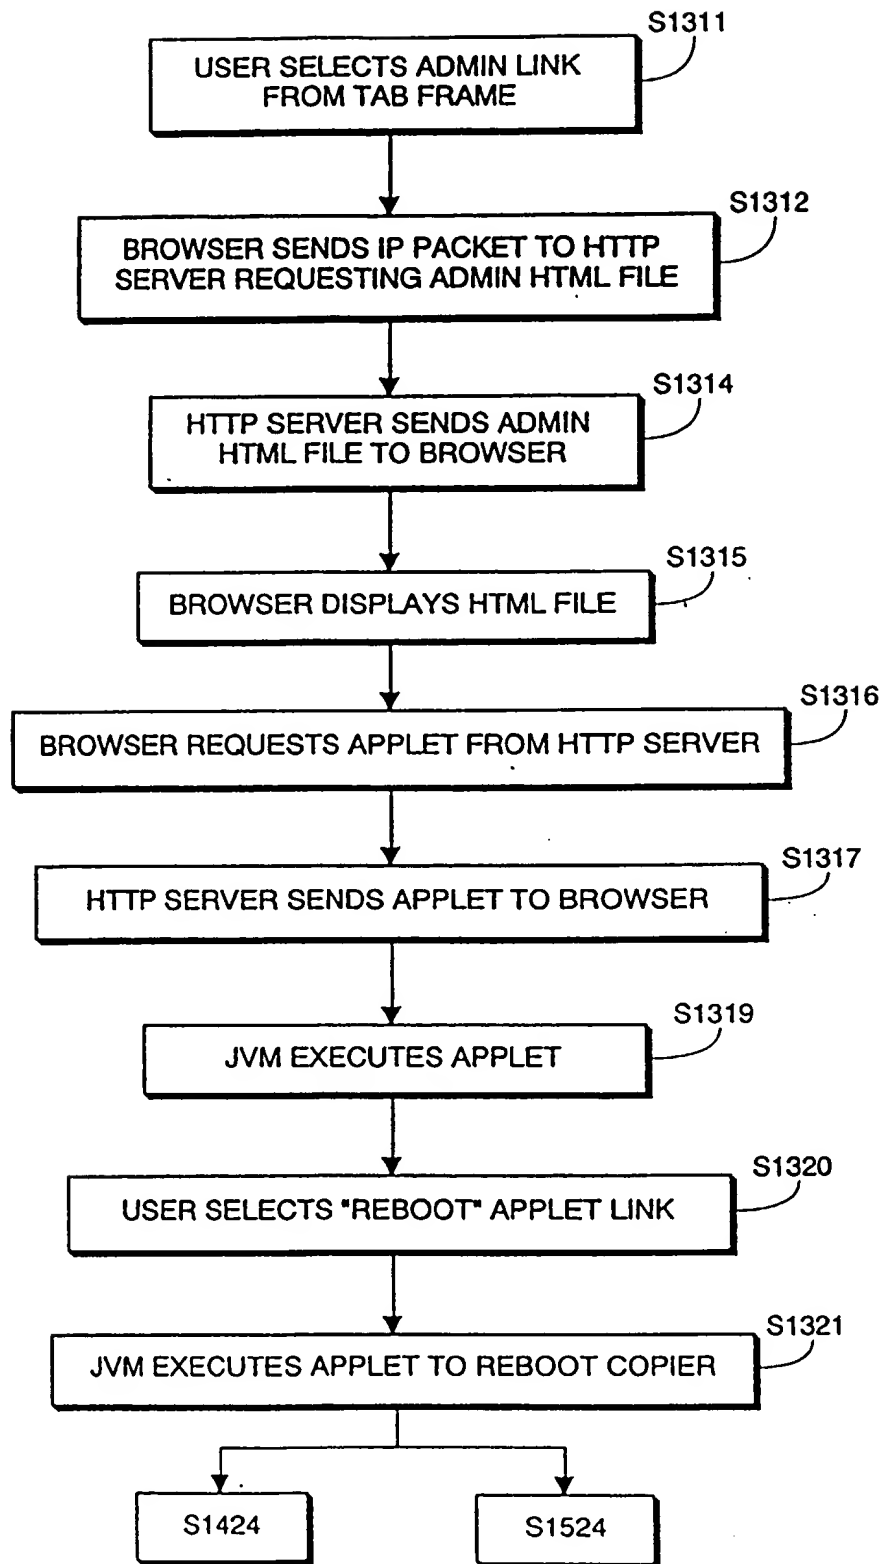 S1311
USER SELECTS ADMIN LINK
FROM TAB FRAME
S1312
BROWSER SENDS IP PACKET TO HTTP
SERVER REQUESTING ADMIN HTML FILE
S1314
HTTP SERVER SENDS ADMIN
HTML FILE TO BROWSER
S1315
BROWSER DISPLAYS HTML FILE
S1316
BROWSER REQUESTS APPLET FROM HTTP SERVER
S1317
HTTP SERVER SENDS APPLET TO BROWSER
S1319
JVM EXECUTES APPLET
S1320
USER SELECTS "REBOOT" APPLET LINK
S1321
JVM EXECUTES APPLET TO REBOOT COPIER
S1424
S1524